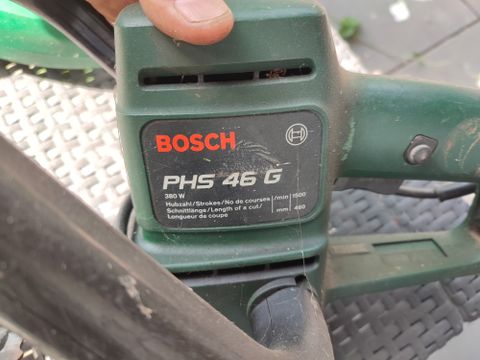 BOSCH
PHS 46 G
380 W
Hubzahl/Strokes/No de courses /min 1500
Schnittlänge/Length of a cut/ mm 460
Longueur de coupe